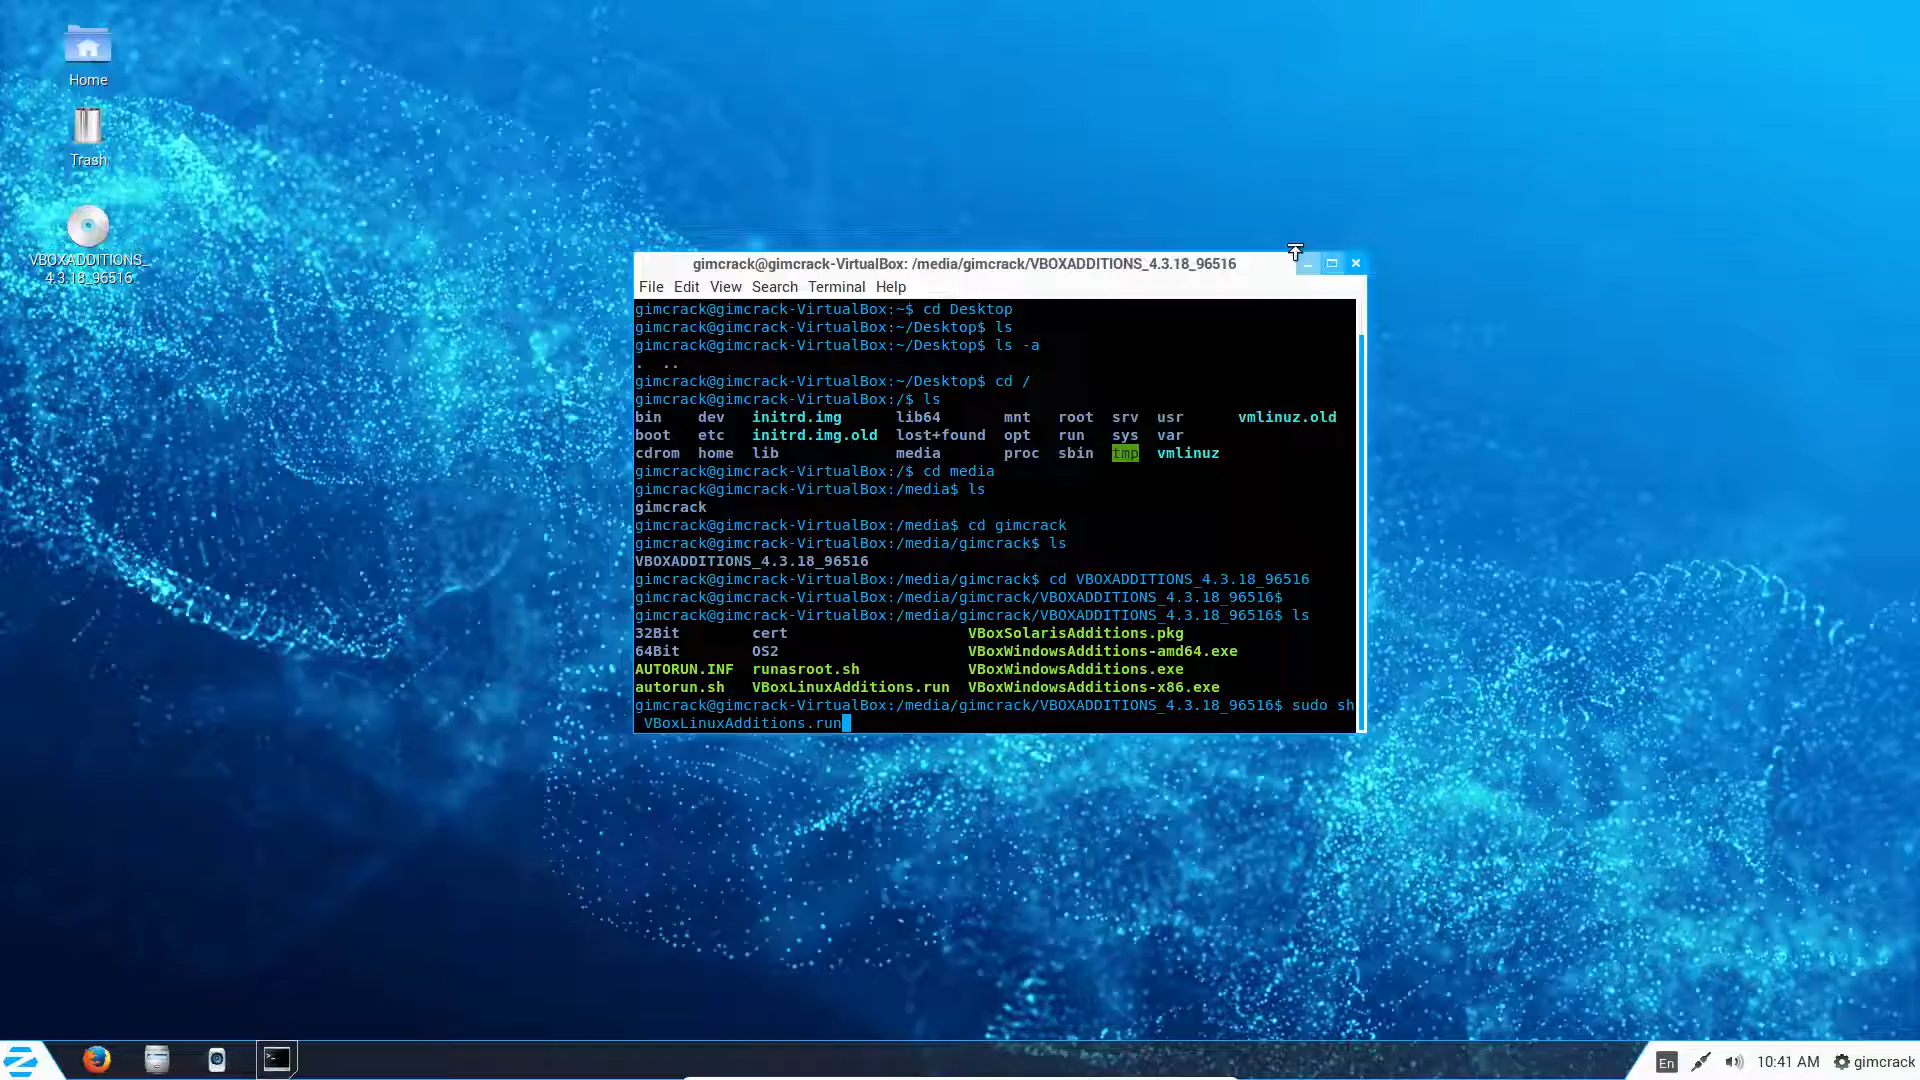 Home
Trash
VBOXADDITIONS_
4.3.18_96516
gimcrack@gimcrack-VirtualBox: /media/gimcrack/VBOXADDITIONS_4.3.18_96516
File Edit View Search Terminal Help
gimcrack@gimcrack-VirtualBox:~$ cd Desktop
gimcrack@gimcrack-VirtualBox:~/Desktop$ ls
gimcrack@gimcrack-VirtualBox:~/Desktop$ ls -a
. ..
gimcrack@gimcrack-VirtualBox:~/Desktop$ cd /
gimcrack@gimcrack-VirtualBox:/$ ls
bin dev initrd.img lib64 mnt root srv usr vmlinuz.old
boot etc initrd.img.old lost+found opt run sys var
cdrom home lib media proc sbin tmp vmlinuz
gimcrack@gimcrack-VirtualBox:/$ cd media
gimcrack@gimcrack-VirtualBox:/media$ ls
gimcrack
gimcrack@gimcrack-VirtualBox:/media$ cd gimcrack
gimcrack@gimcrack-VirtualBox:/media/gimcrack$ ls
VBOXADDITIONS_4.3.18_96516
gimcrack@gimcrack-VirtualBox:/media/gimcrack$ cd VBOXADDITIONS_4.3.18_96516
gimcrack@gimcrack-VirtualBox:/media/gimcrack/VBOXADDITIONS_4.3.18_96516$
gimcrack@gimcrack-VirtualBox:/media/gimcrack/VBOXADDITIONS_4.3.18_96516$ ls
32Bit cert VBoxSolarisAdditions.pkg
64Bit OS2 VBoxWindowsAdditions-amd64.exe
AUTORUN.INF runasroot.sh VBoxWindowsAdditions.exe
autorun.sh VBoxLinuxAdditions.run VBoxWindowsAdditions-x86.exe
gimcrack@gimcrack-VirtualBox:/media/gimcrack/VBOXADDITIONS_4.3.18_96516$ sudo sh
VBoxLinuxAdditions.run
En 10:41 AM gimcrack